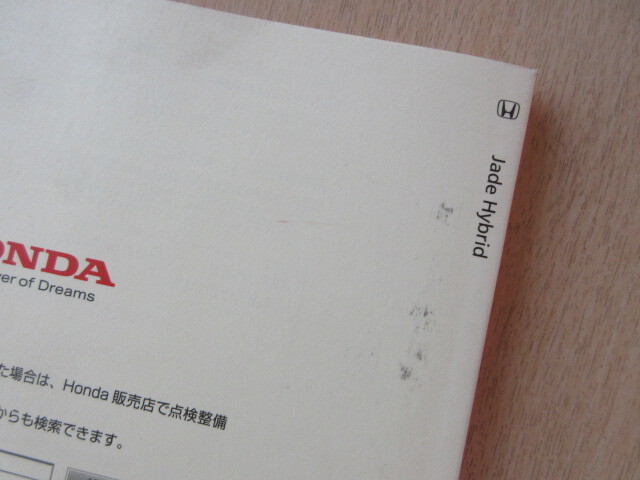 ONDA
er of Dreams
た場合は、Honda 販売店で点検整備
からも検索できます。
Jade Hybrid